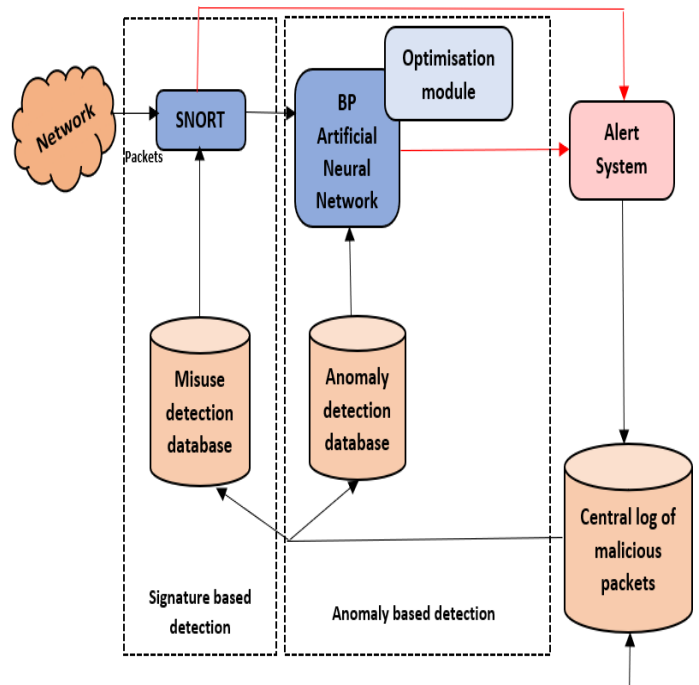 Network
Packets
SNORT
BP
Artificial
Neural
Network
Optimisation
module
Alert
System
Misuse
detection
database
Anomaly
detection
database
Central log of
malicious
packets
Signature based
detection
Anomaly based detection